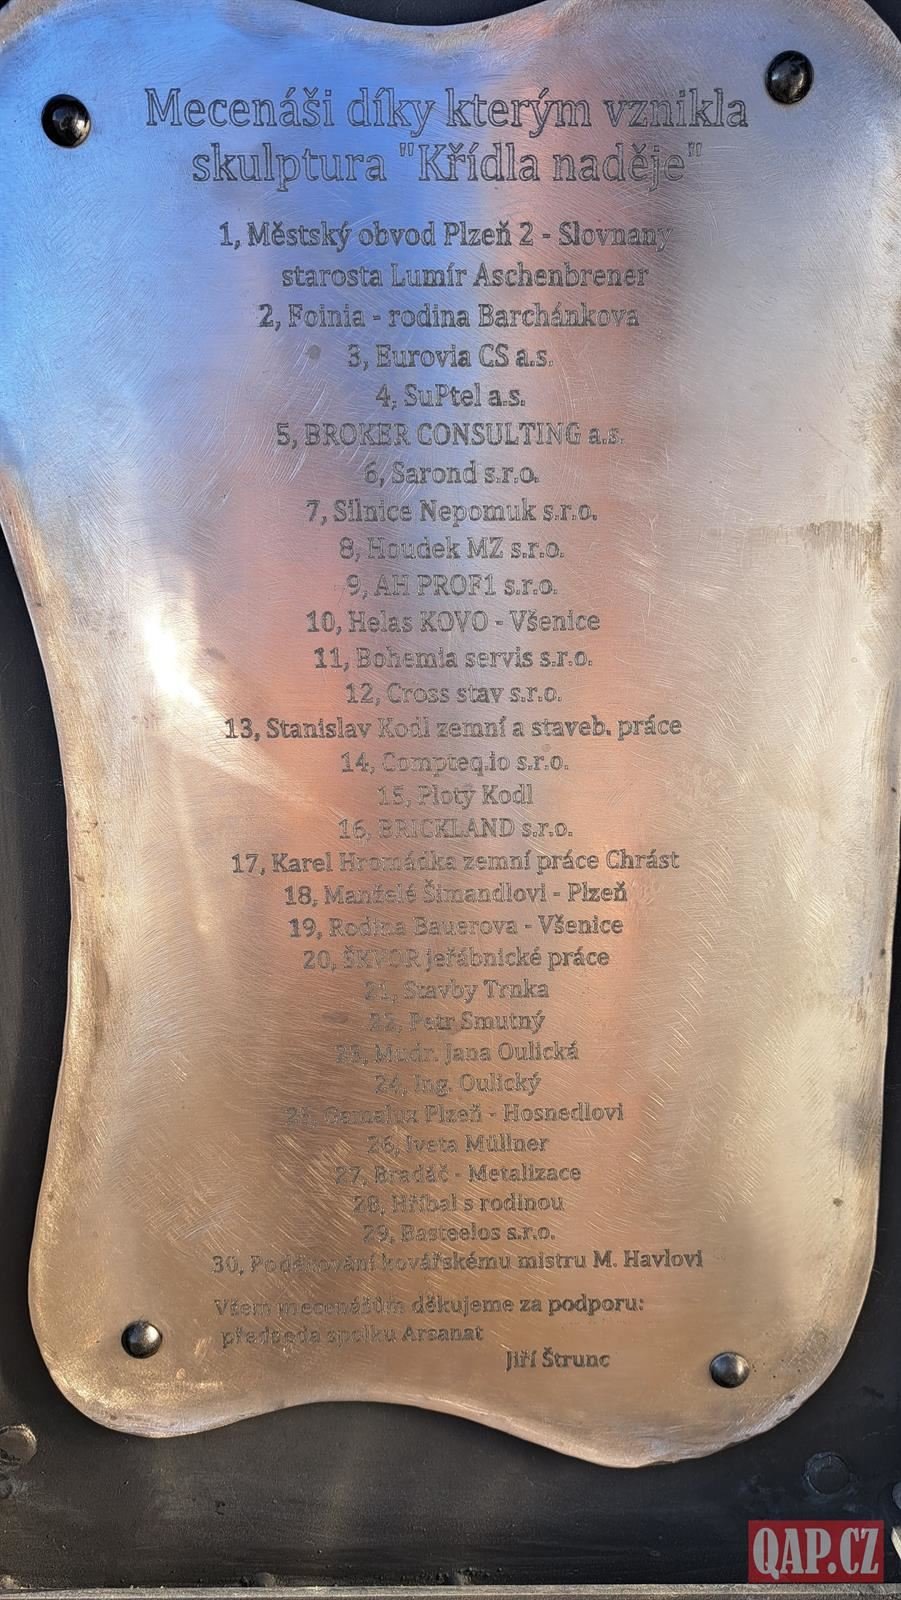 Mecenáši díky kterým vznikla
skulptura "Křídla naděje"
1, Městský obvod Plzeň 2 - Slovnany
starosta Lumír Aschenbrener
2, Foinia - rodina Barchánkova
3, Eurovia CS a.s.
4, SuPtel a.s.
5, BROKER CONSULTING a.s.
6, Sarond s.r.o.
7, Silnice Nepomuk s.r.o.
8, Houdek MZ s.r.o.
9, AH PROF1 s.r.o.
10, Helas KOVO - Všenice
11, Bohemia servis s.r.o.
12, Cross stav s.r.o.
13, Stanislav Kodl zemní a staveb. práce
14, Compteq.io s.r.o.
15, Ploty Kodl
16, BRICKLAND s.r.o.
17, Karel Hromádka zemní práce Chrást
18, Manželé Šimandlovi - Plzeň
19, Rodina Bauerova - Všenice
20, ŠKVOR jeřábnické práce
21, Stavby Trnka
22, Petr Smutný
23, Mudr. Jana Oulická
24, Ing. Oulický
25, Gamalux Plzeň - Hosnedlovi
26, Iveta Müllner
27, Bradáč - Metalizace
28, Hříbal s rodinou
29, Basteelos s.r.o.
30, Poděkování kovářskému mistru M. Havlovi
Všem mecenášům děkujeme za podporu:
předseda spolku Arsanat
Jiří Štrunc
QAP.CZ